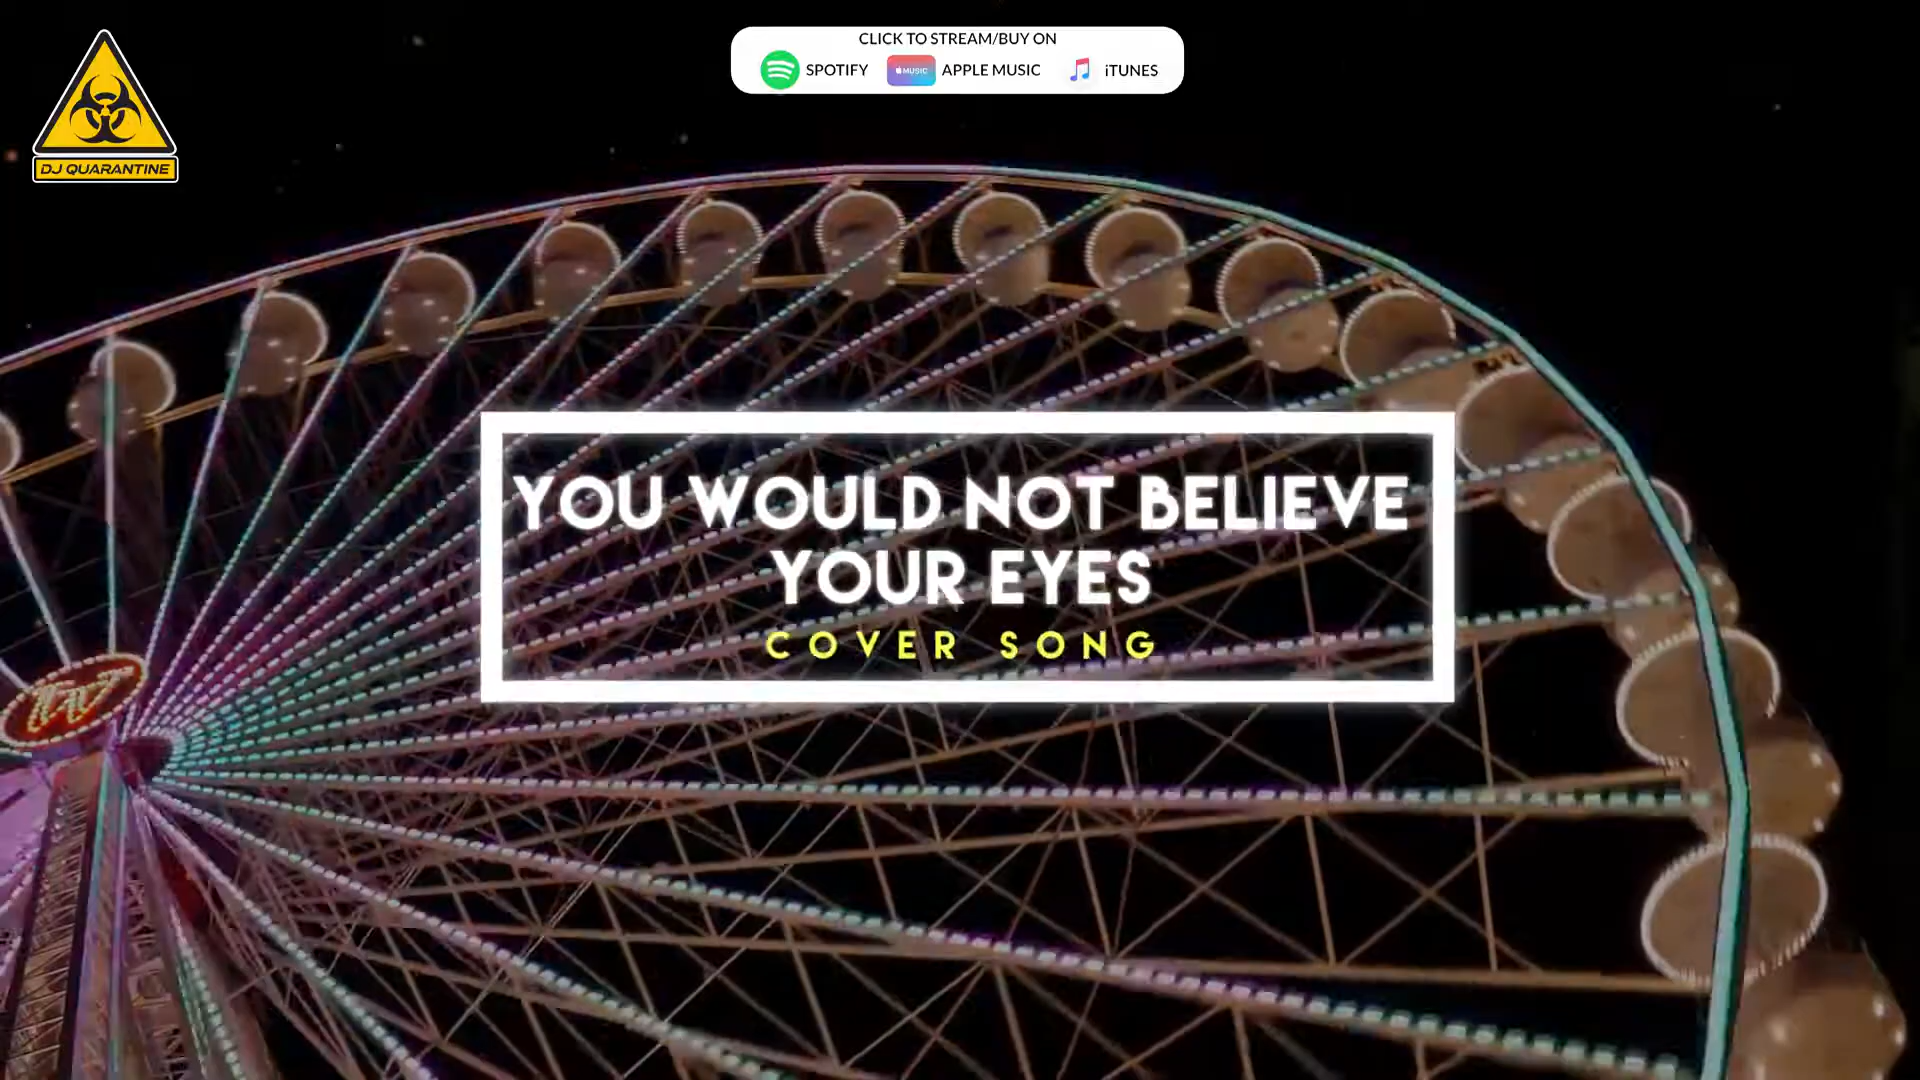 CLICK TO STREAM/BUY ON
SPOTIFY MUSIC APPLE MUSIC iTUNES
DJ QUARANTINE
YOU WOULD NOT BELIEVE
YOUR EYES
COVER SONG